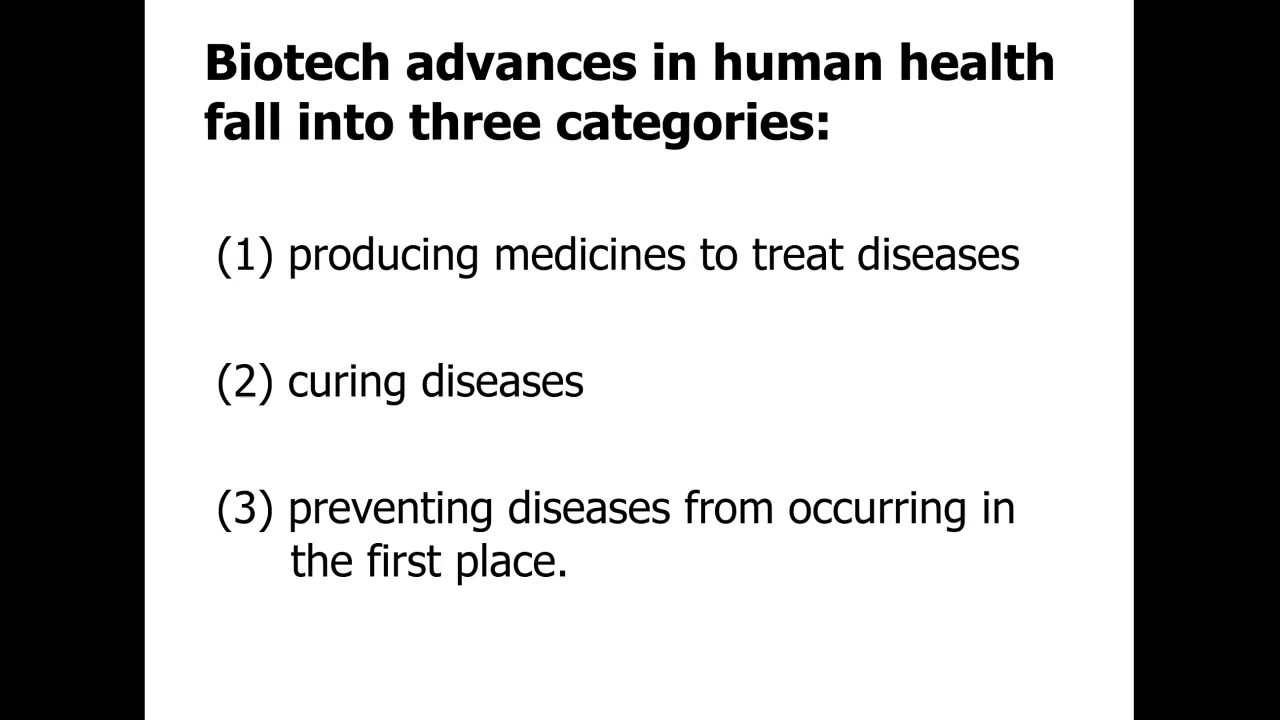 Biotech advances in human health
fall into three categories:
(1) producing medicines to treat diseases
(2) curing diseases
(3) preventing diseases from occurring in
the first place.